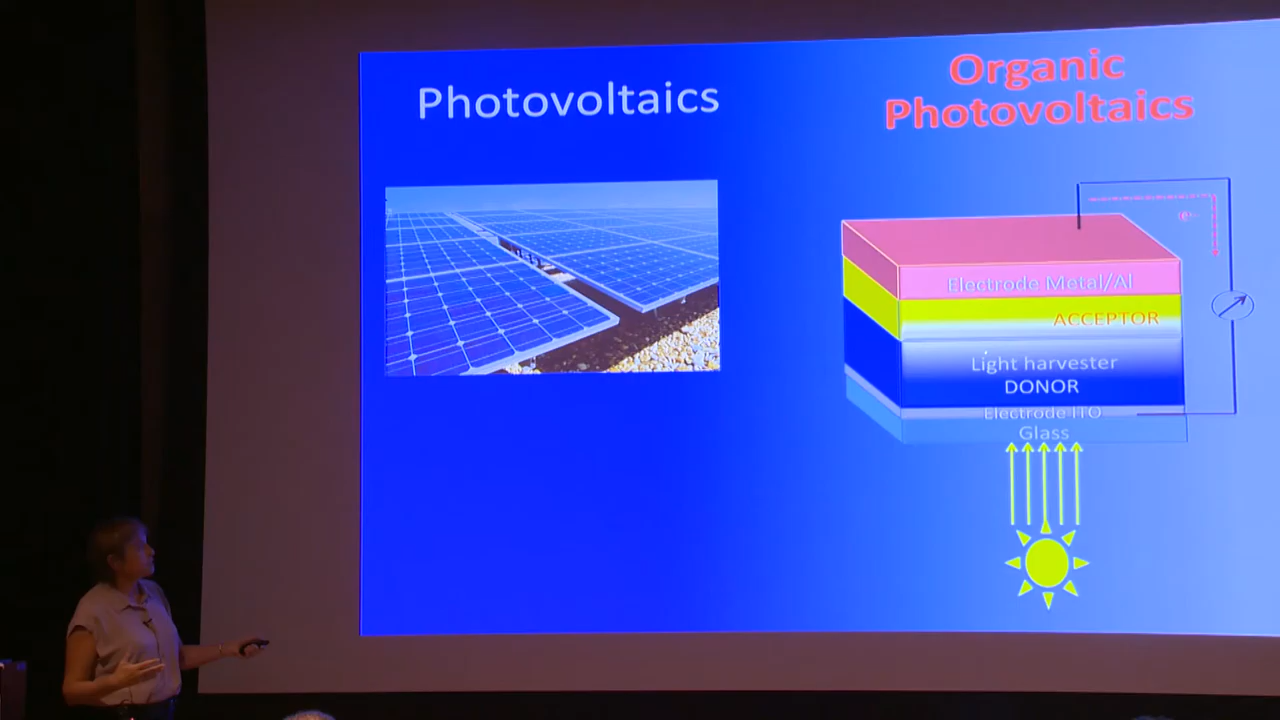 Photovoltaics
Organic
Photovoltaics
e-
Electrode Metal/Al
ACCEPTOR
Light harvester
DONOR
Electrode ITO
Glass